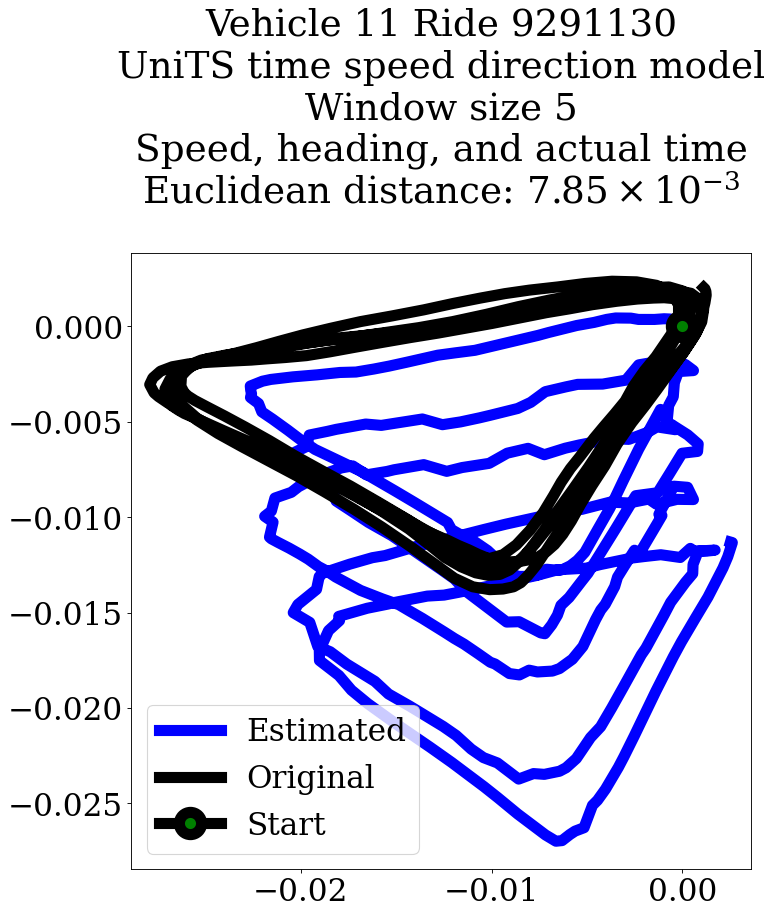 Vehicle 11 Ride 9291130
UniTS time speed direction model
Window size 5
Speed, heading, and actual time
Euclidean distance: 7.85 × 10⁻³
0.000
−0.005
−0.010
−0.015
−0.020
−0.025
Estimated
Original
Start
−0.02 −0.01 0.00